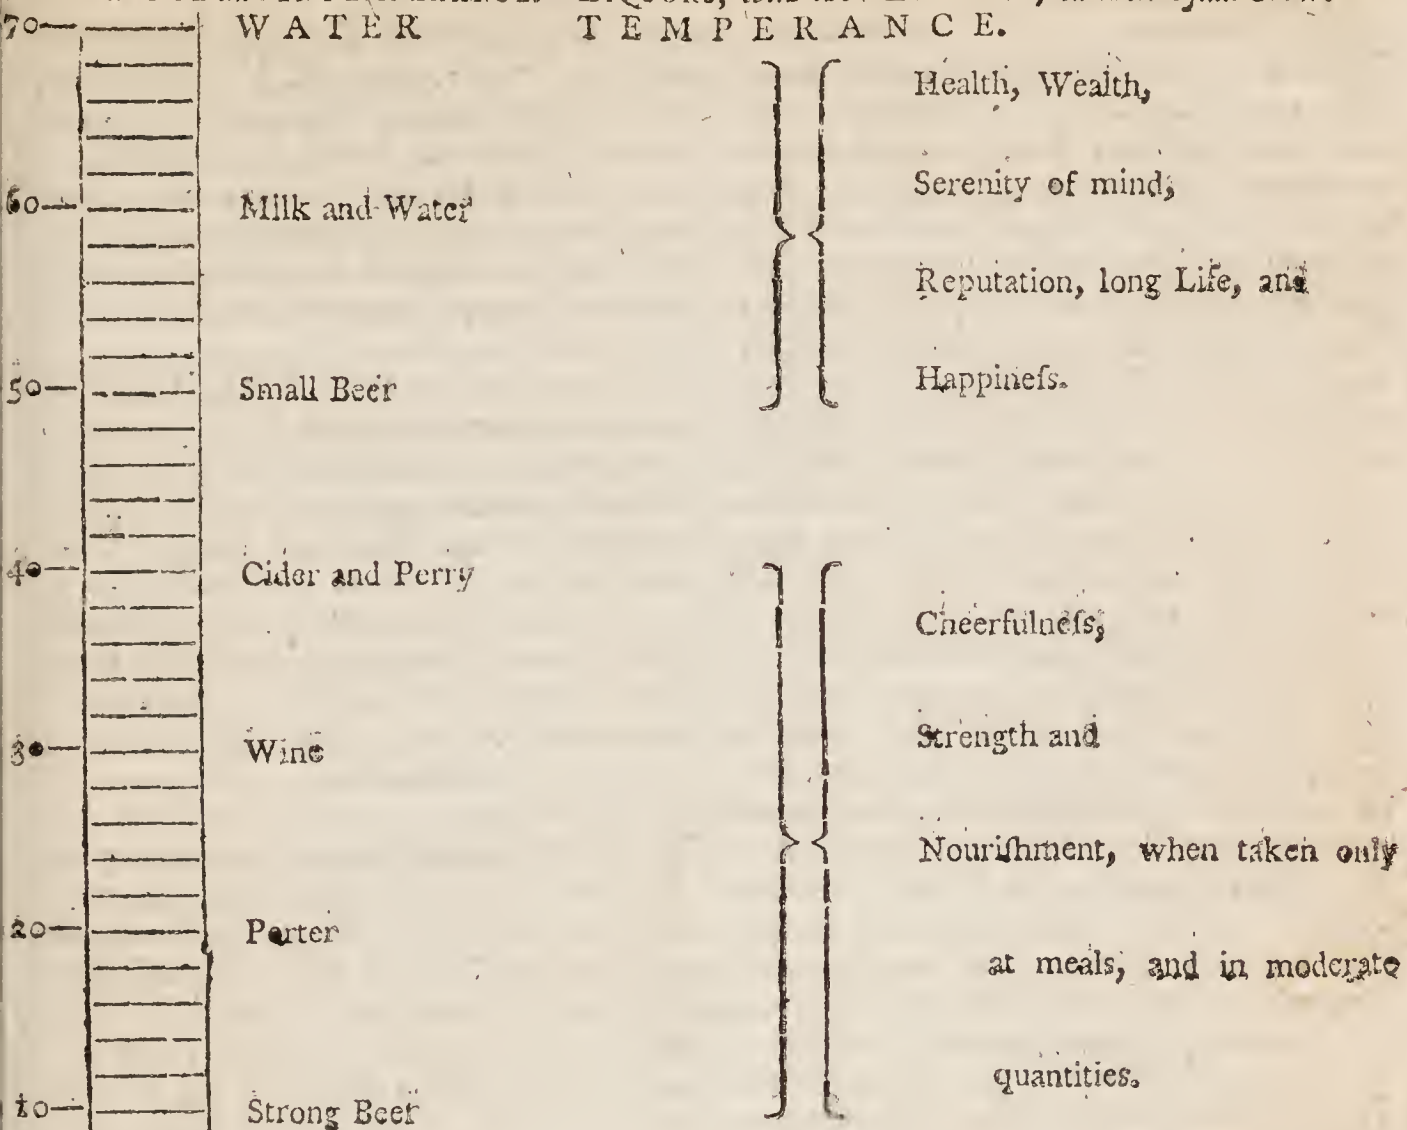 70 WATER TEMPERANCE.
Health, Wealth,
Serenity of mind,
60 Milk and Water
Reputation, long Life, and
50 Small Beer
Happineſs.
40 Cider and Perry
Cheerfulneſs,
Strength and
30 Wine
Nouriſhment, when taken only
20 Porter
at meals, and in moderate
quantities.
10 Strong Beer